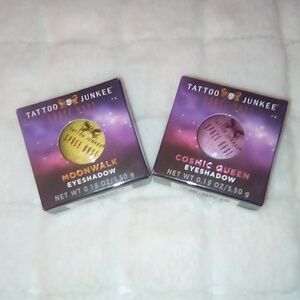 TATTOO JUNKEE
MOONWALK
EYESHADOW
NET WT 0.19 OZ/5.50 g
TATTOO JUNKEE
COSMIC QUEEN
EYESHADOW
NET WT 0.19 OZ/5.50 g